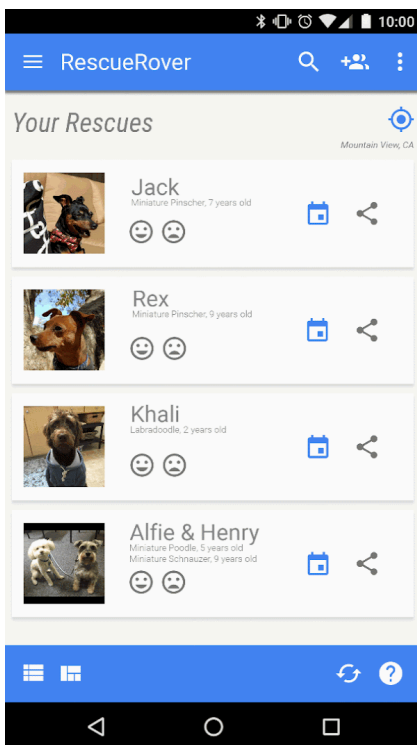 10:00
RescueRover
Your Rescues
Mountain View, CA
Jack
Miniature Pinscher, 7 years old
Rex
Miniature Pinscher, 9 years old
Khali
Labradoodle, 2 years old
Alfie & Henry
Miniature Poodle, 5 years old
Miniature Schnauzer, 9 years old